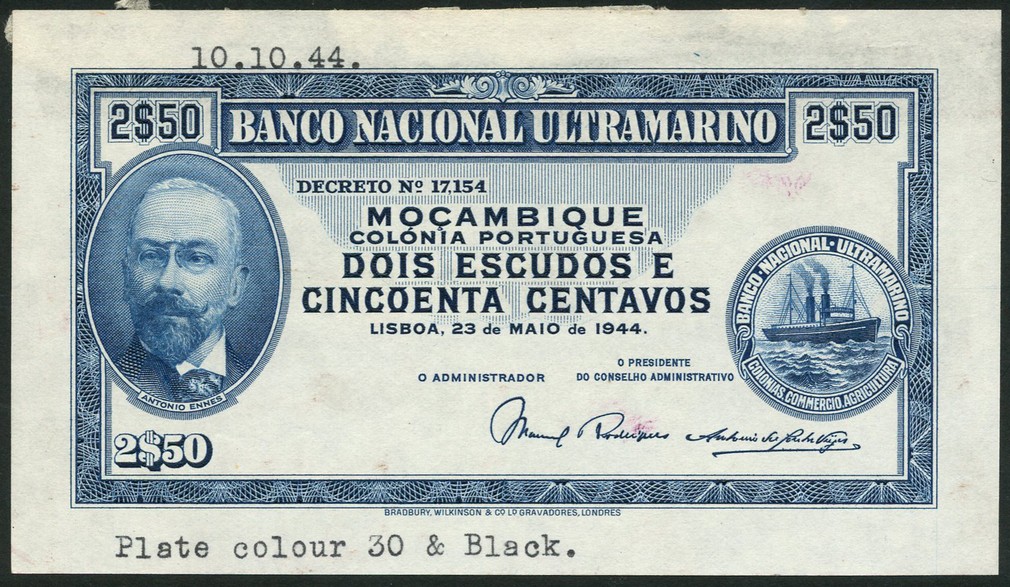 10.10.44.
2$50 BANCO NACIONAL ULTRAMARINO 2$50
DECRETO Nº 17,154
MOÇAMBIQUE
COLÓNIA PORTUGUESA
DOIS ESCUDOS E
CINCOENTA CENTAVOS
LISBOA, 23 de MAIO de 1944.
BANCO·NACIONAL·ULTRAMARINO
COLONIAS, COMMERCIO, AGRICULTURA
O ADMINISTRADOR
O PRESIDENTE
DO CONSELHO ADMINISTRATIVO
ANTONIO ENNES
Manuel Rodrigues
2$50
BRADBURY, WILKINSON & Cº Lº GRAVADORES, LONDRES
Plate colour 30 & Black.